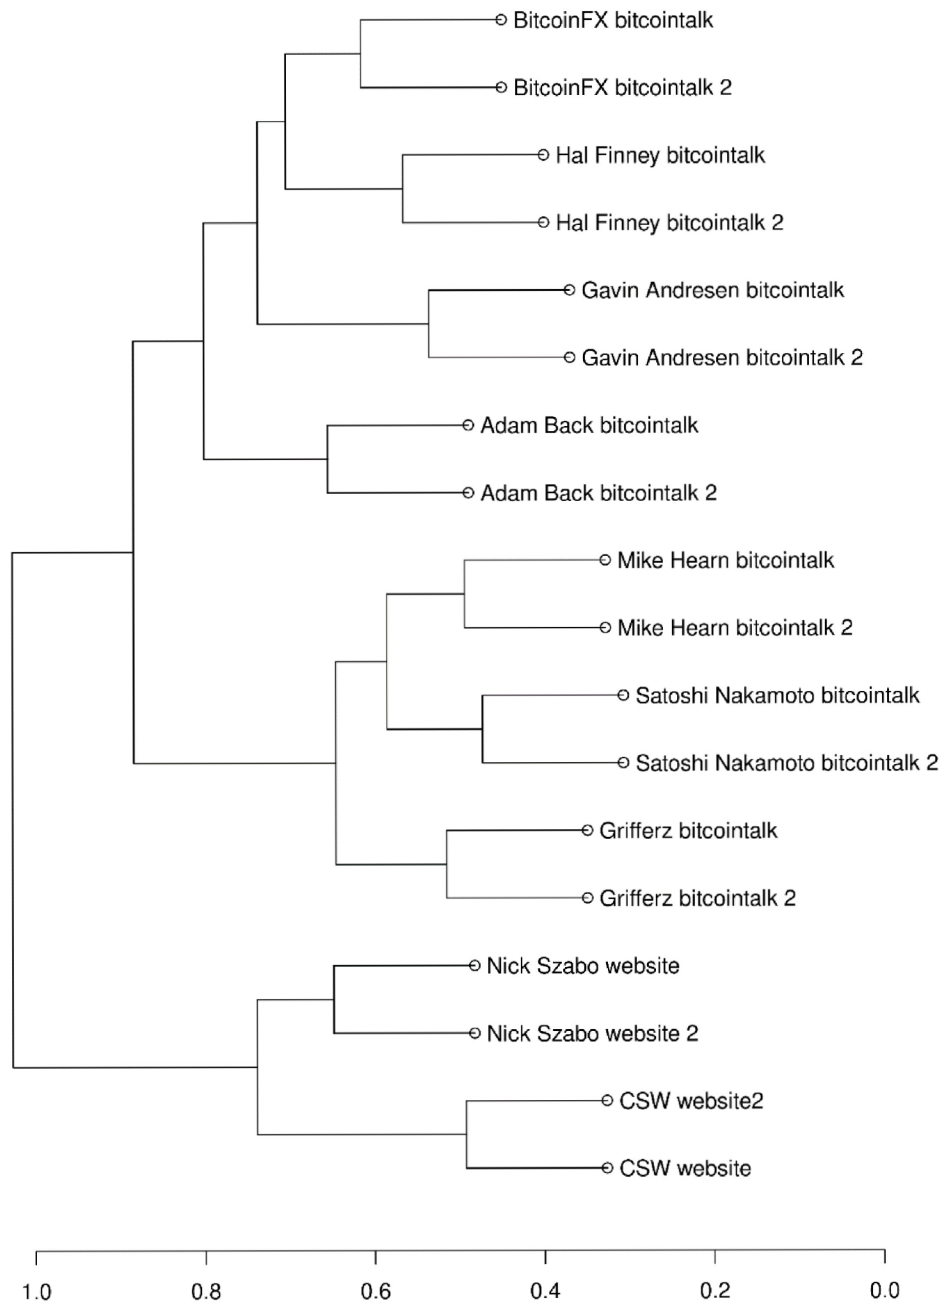 BitcoinFX bitcointalk
BitcoinFX bitcointalk 2
Hal Finney bitcointalk
Hal Finney bitcointalk 2
Gavin Andresen bitcointalk
Gavin Andresen bitcointalk 2
Adam Back bitcointalk
Adam Back bitcointalk 2
Mike Hearn bitcointalk
Mike Hearn bitcointalk 2
Satoshi Nakamoto bitcointalk
Satoshi Nakamoto bitcointalk 2
Grifferz bitcointalk
Grifferz bitcointalk 2
Nick Szabo website
Nick Szabo website 2
CSW website2
CSW website
1.0 0.8 0.6 0.4 0.2 0.0